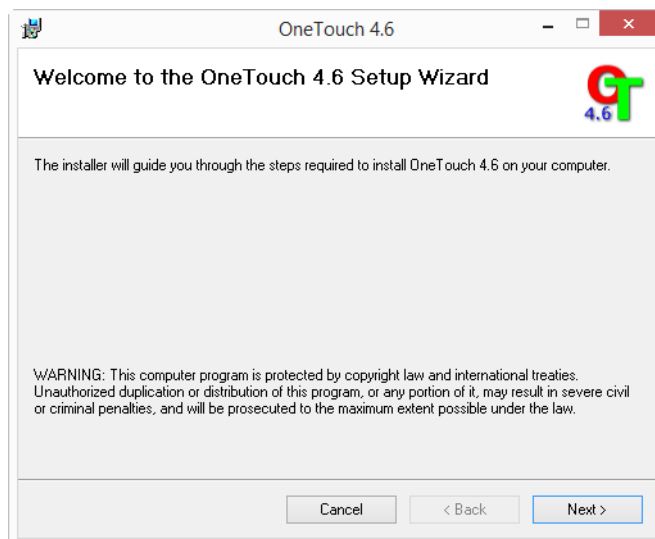 OneTouch 4.6
Welcome to the OneTouch 4.6 Setup Wizard
OT
4.6
The installer will guide you through the steps required to install OneTouch 4.6 on your computer.
WARNING: This computer program is protected by copyright law and international treaties.
Unauthorized duplication or distribution of this program, or any portion of it, may result in severe civil
or criminal penalties, and will be prosecuted to the maximum extent possible under the law.
Cancel
< Back
Next >